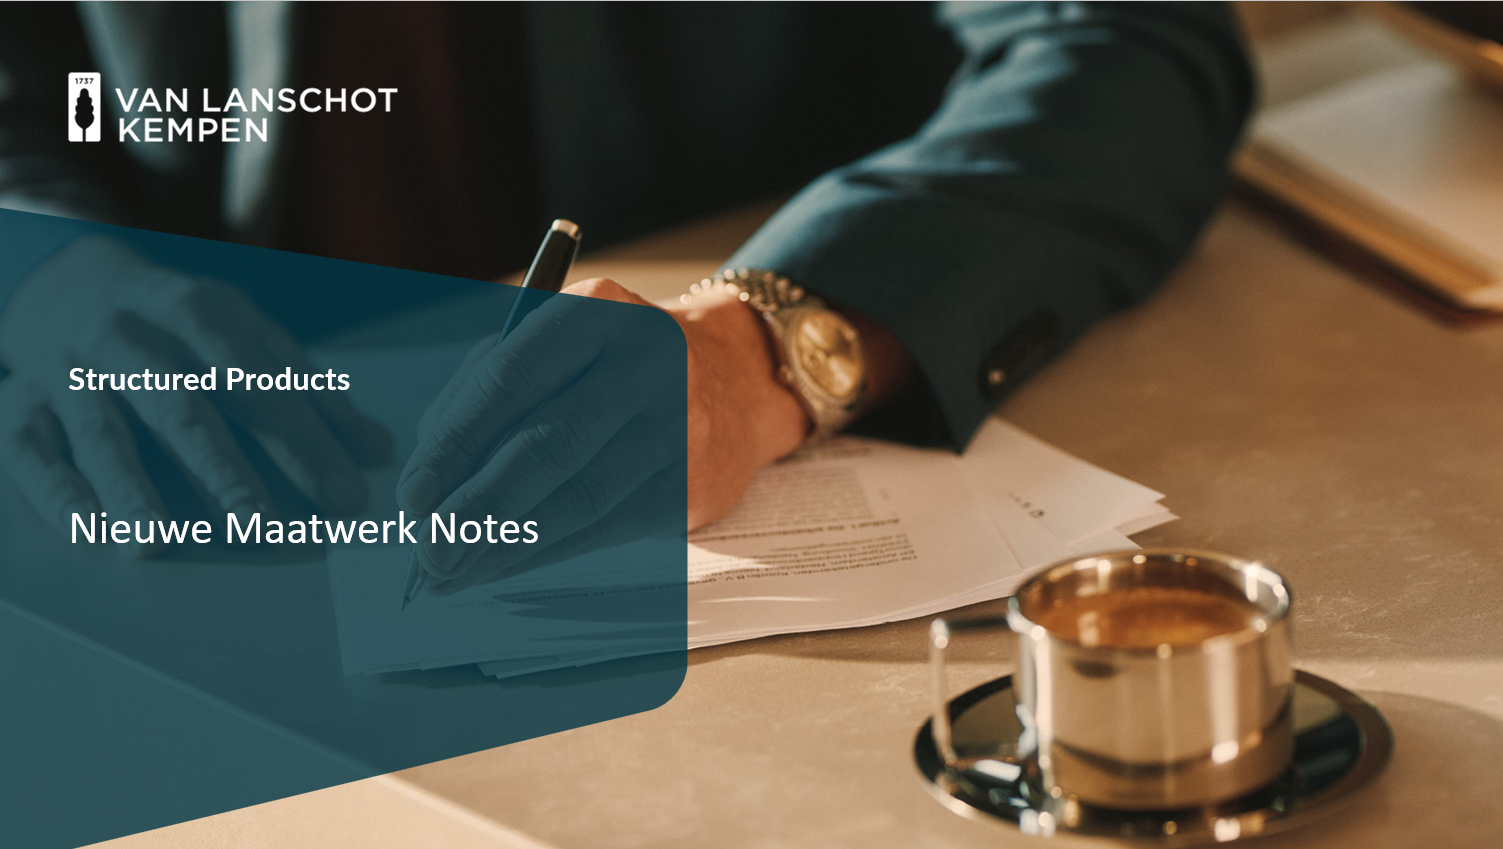 1737
VAN LANSCHOT
KEMPEN
Structured Products
Nieuwe Maatwerk Notes